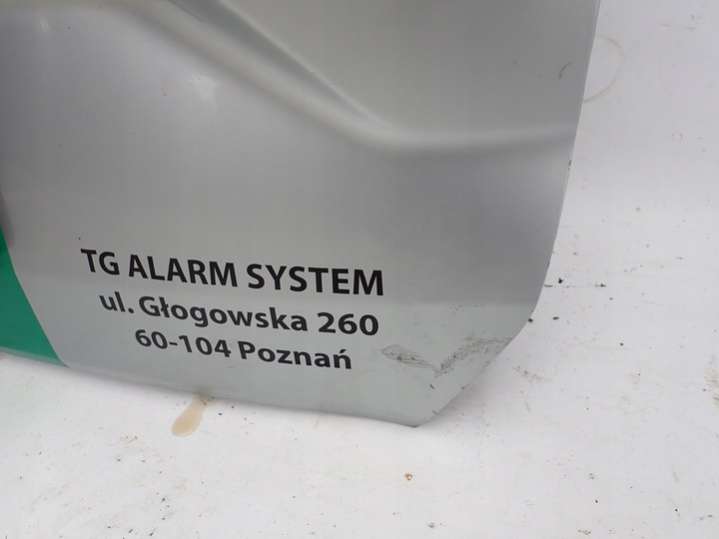 TG ALARM SYSTEM
ul. Głogowska 260
60-104 Poznań